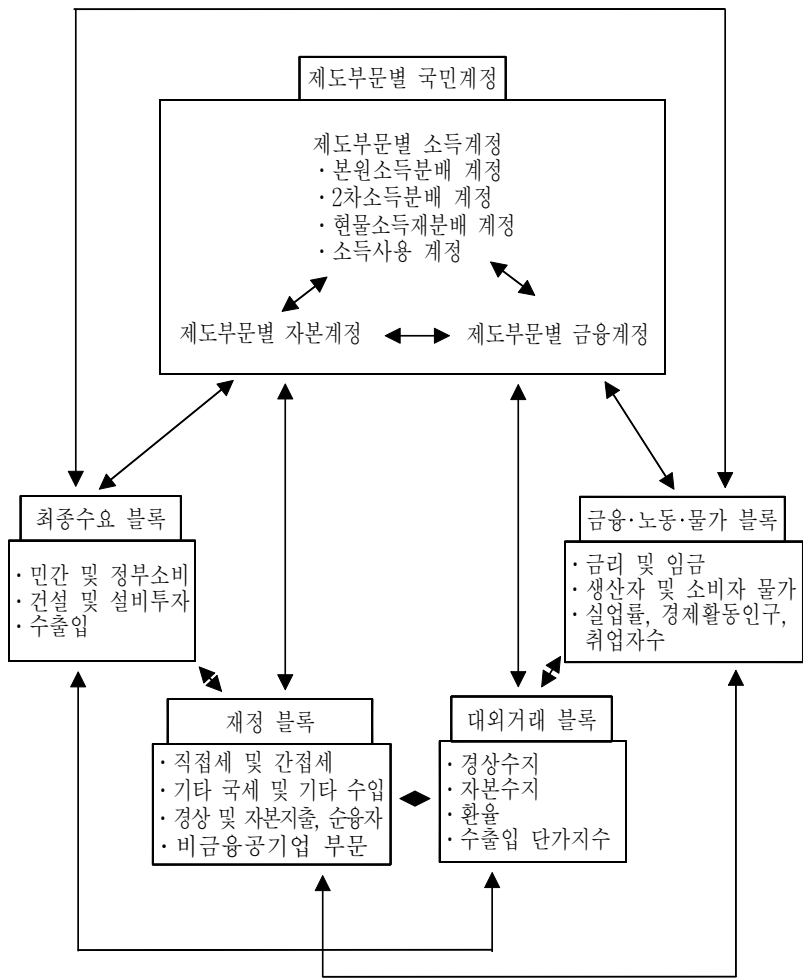 제도부문별 국민계정
제도부문별 소득계정
· 본원소득분배 계정
· 2차소득분배 계정
· 현물소득재분배 계정
· 소득사용 계정
제도부문별 자본계정
제도부문별 금융계정
최종수요 블록
· 민간 및 정부소비
· 건설 및 설비투자
· 수출입
금융·노동·물가 블록
· 금리 및 임금
· 생산자 및 소비자 물가
· 실업률, 경제활동인구,
취업자수
재정 블록
· 직접세 및 간접세
· 기타 국세 및 기타 수입
· 경상 및 자본지출, 순융자
· 비금융공기업 부문
대외거래 블록
· 경상수지
· 자본수지
· 환율
· 수출입 단가지수